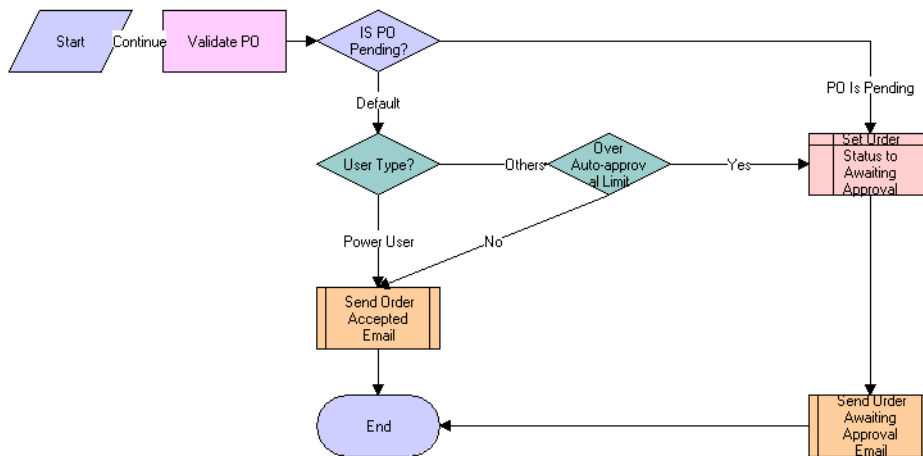 Start
Continue
Validate PO
IS PO
Pending?
PO Is Pending
Default
User Type?
Others
Over
Auto-approv
al Limit
Yes
Set Order
Status to
Awaiting
Approval
Power User
No
Send Order
Accepted
Email
End
Send Order
Awaiting
Approval
Email